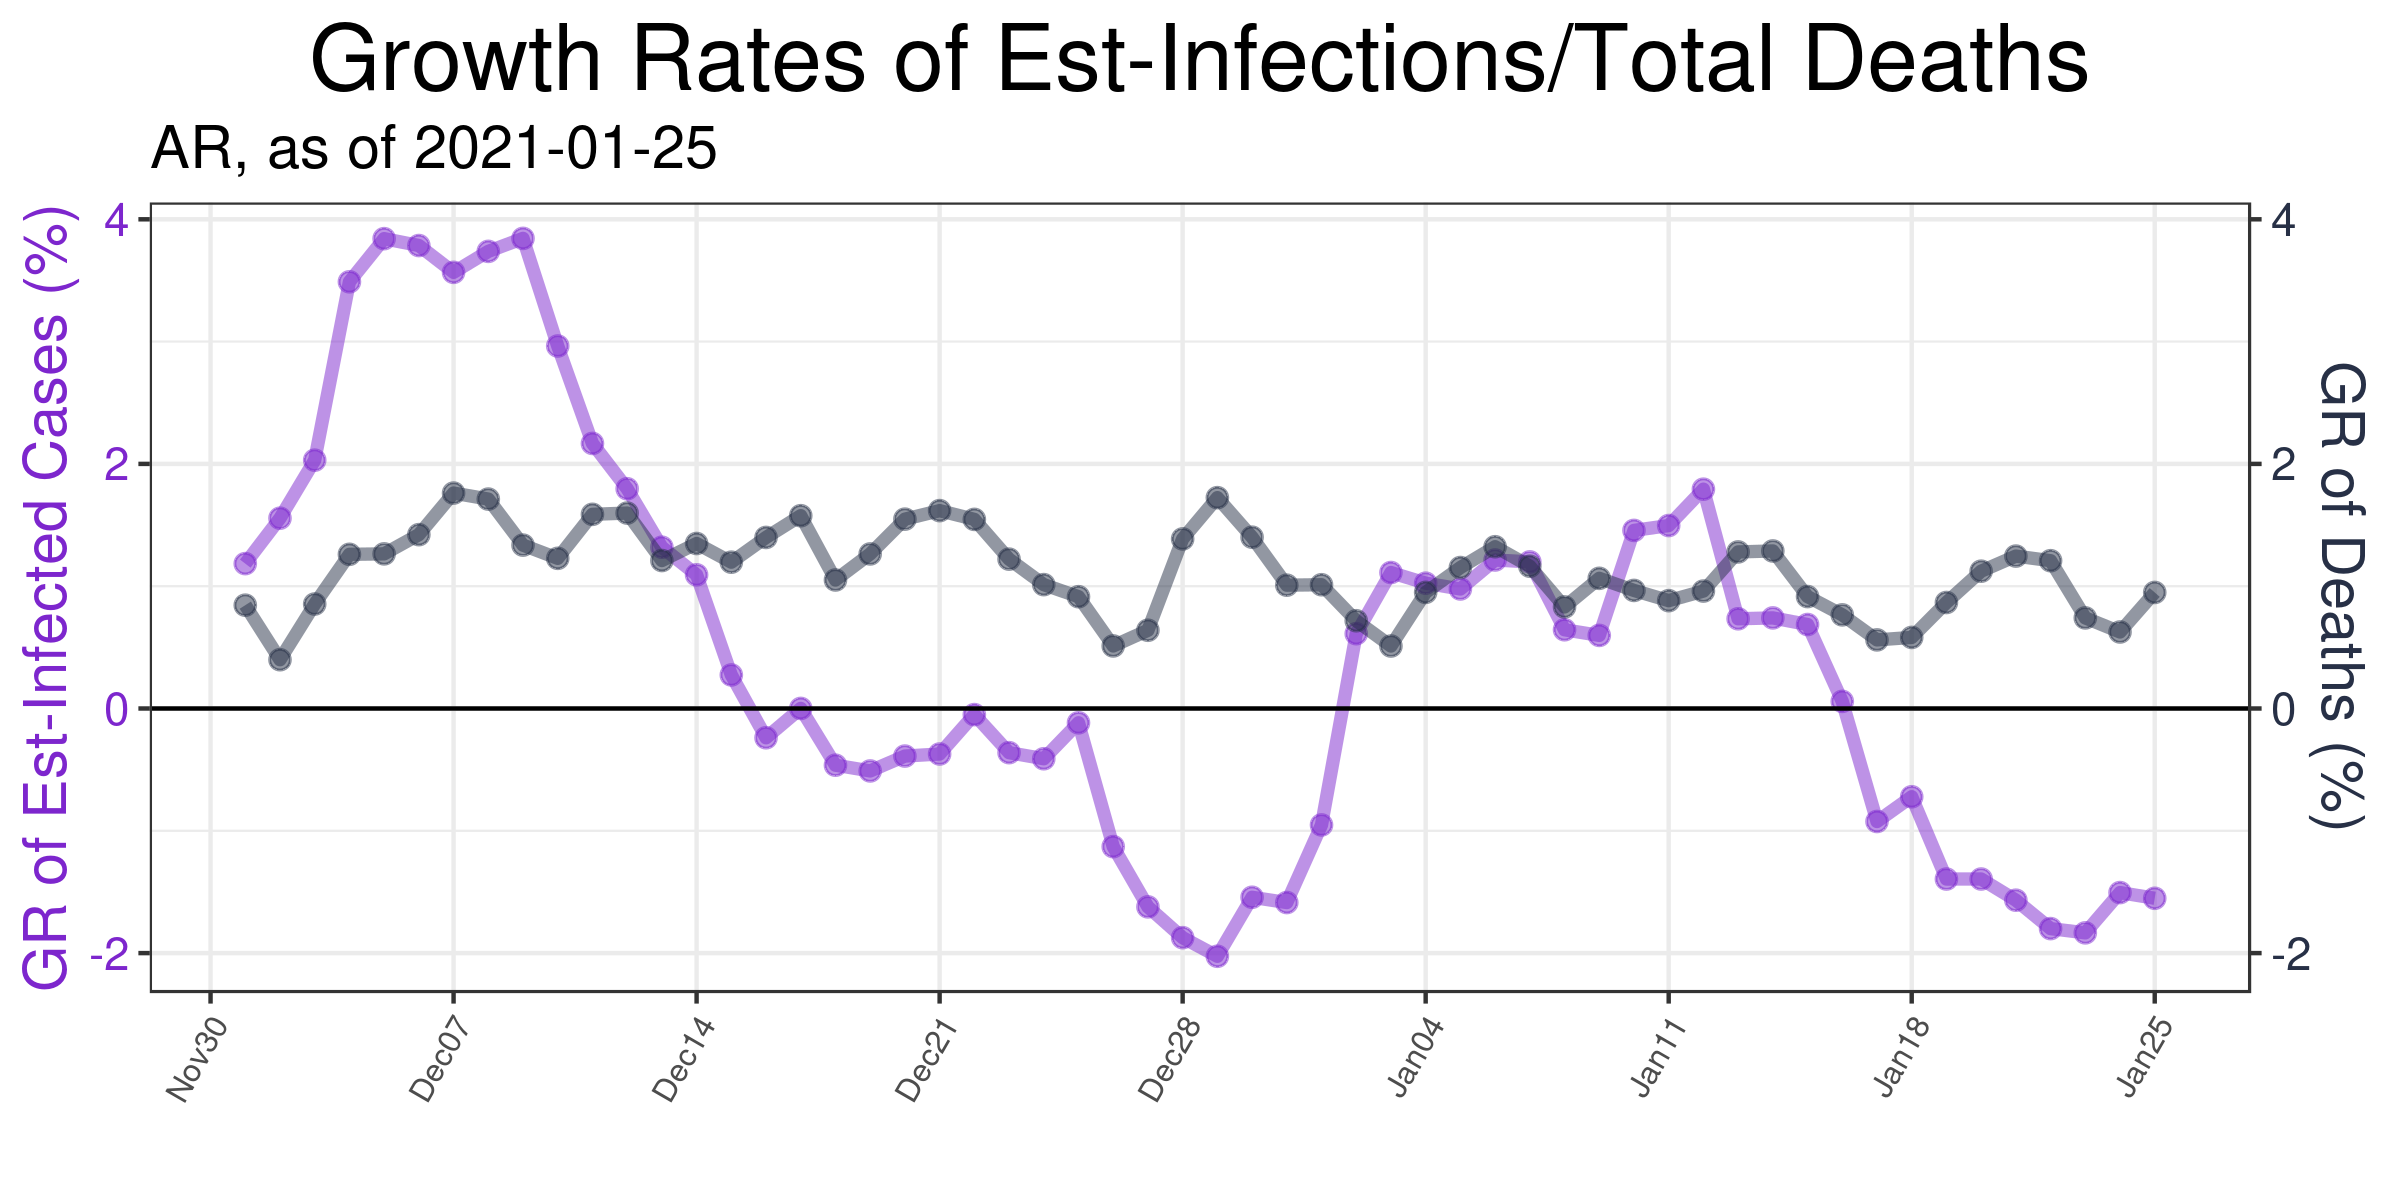 Growth Rates of Est-Infections/Total Deaths
AR, as of 2021-01-25
GR of Est-Infected Cases (%)
4
2
0
-2
4
2
0
-2
GR of Deaths (%)
Nov30
Dec07
Dec14
Dec21
Dec28
Jan04
Jan11
Jan18
Jan25